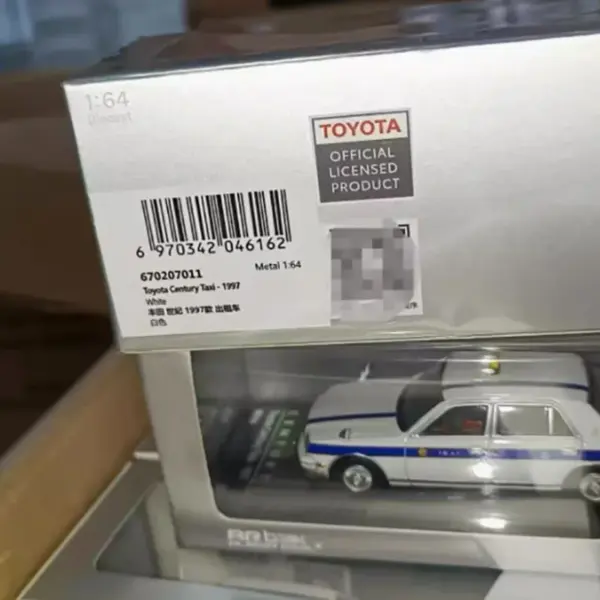 1:64
TOYOTA
OFFICIAL
LICENSED
PRODUCT
6 970342 046162
670207011
Metal 1:64
Toyota Century Taxi - 1997
White
丰田 世纪 1997款 出租车
白色